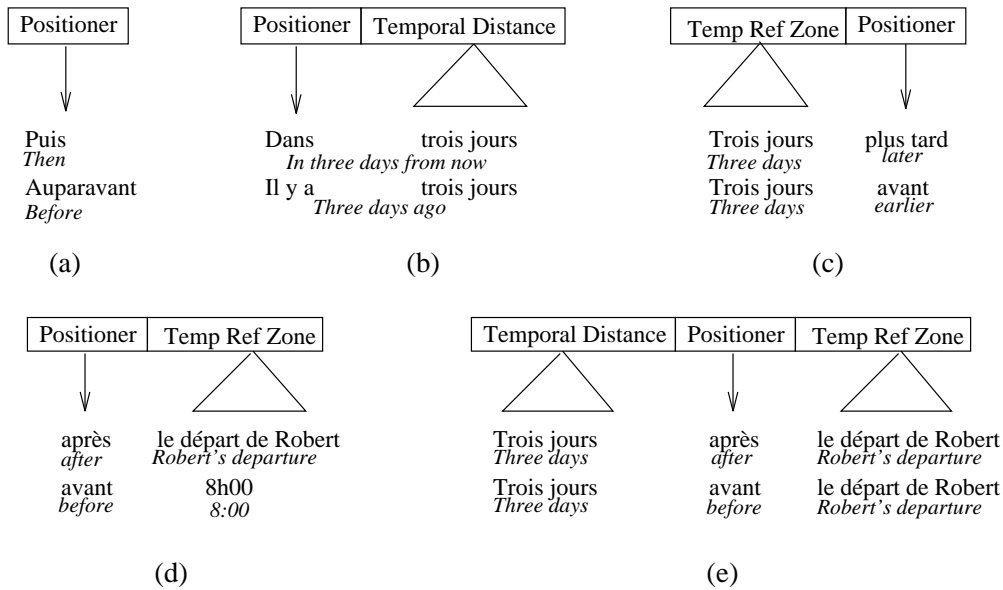 Positioner
Puis
Then
Auparavant
Before
(a)
Positioner Temporal Distance
Dans trois jours
In three days from now
Il y a trois jours
Three days ago
(b)
Temp Ref Zone Positioner
Trois jours plus tard
Three days later
Trois jours avant
Three days earlier
(c)
Positioner Temp Ref Zone
après le départ de Robert
after Robert's departure
avant 8h00
before 8:00
(d)
Temporal Distance Positioner Temp Ref Zone
Trois jours après le départ de Robert
Three days after Robert's departure
Trois jours avant le départ de Robert
Three days before Robert's departure
(e)